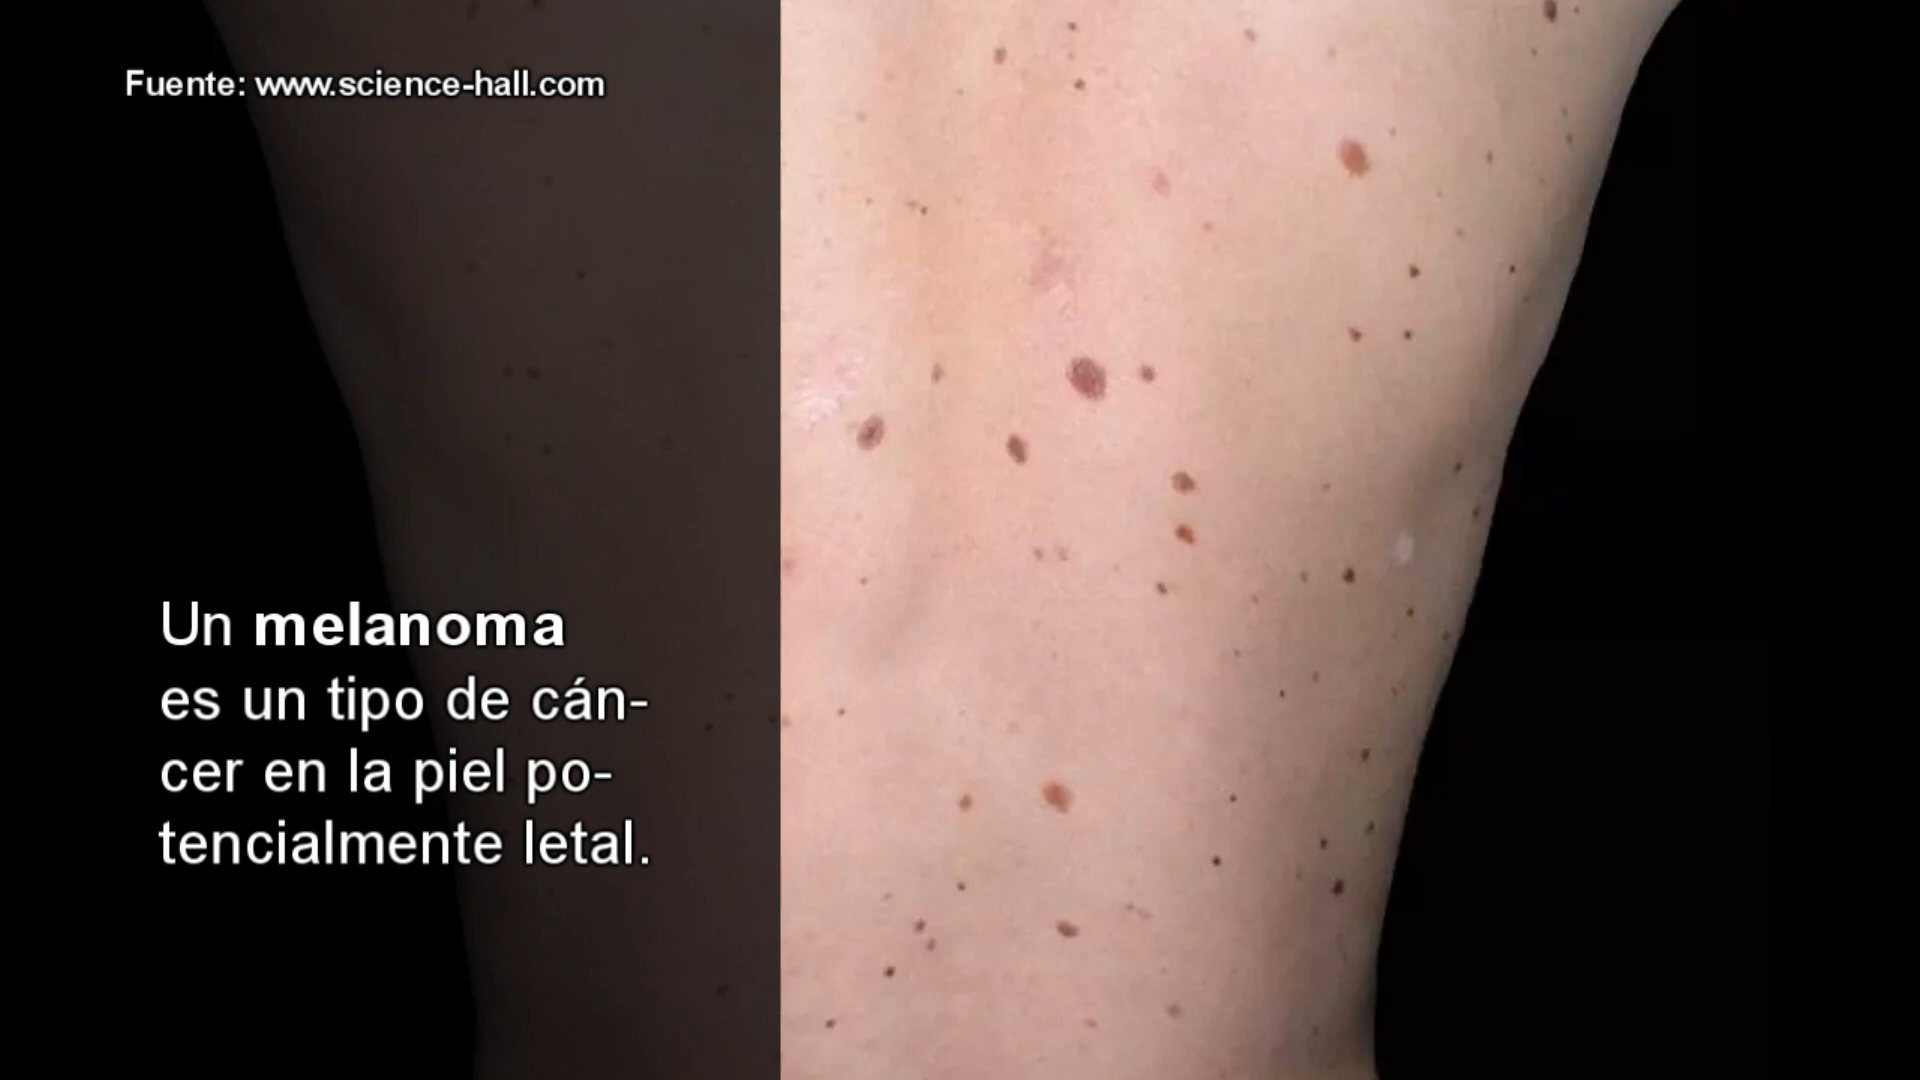 Fuente: www.science-hall.com
Un melanoma
es un tipo de cán-
cer en la piel po-
tencialmente letal.